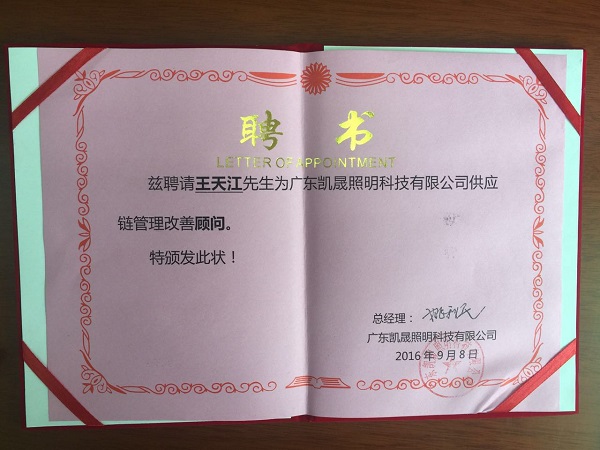 聘 书
LETTER OF APPOINTMENT
兹聘请王天江先生为广东凯晟照明科技有限公司供应
链管理改善顾问。
特颁发此状！
总经理：
广东凯晟照明科技有限公司
2016年9月8日